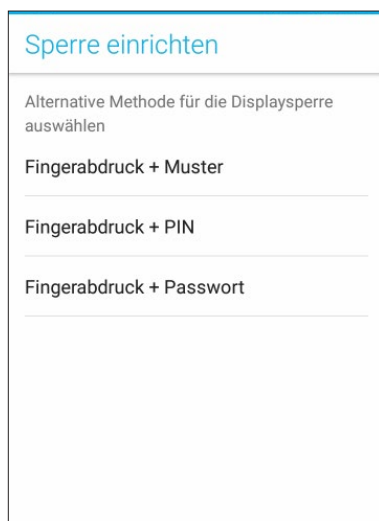 Sperre einrichten
Alternative Methode für die Displaysperre
auswählen
Fingerabdruck + Muster
Fingerabdruck + PIN
Fingerabdruck + Passwort